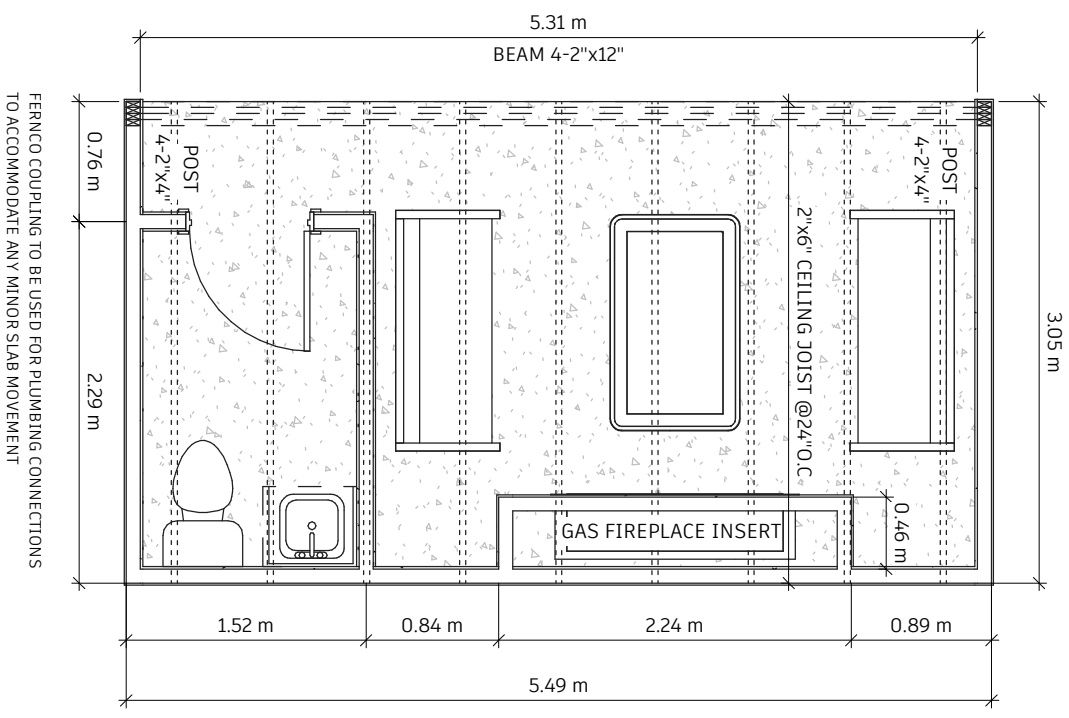 5.31 m
BEAM 4-2"x12"
FERNCO COUPLING TO BE USED FOR PLUMBING CONNECTIONS
TO ACCOMMODATE ANY MINOR SLAB MOVEMENT
0.76 m
2.29 m
POST
4-2"x4"
POST
4-2"x4"
2"x6" CEILING JOIST @24"O.C
3.05 m
GAS FIREPLACE INSERT
0.46 m
1.52 m
0.84 m
2.24 m
0.89 m
5.49 m